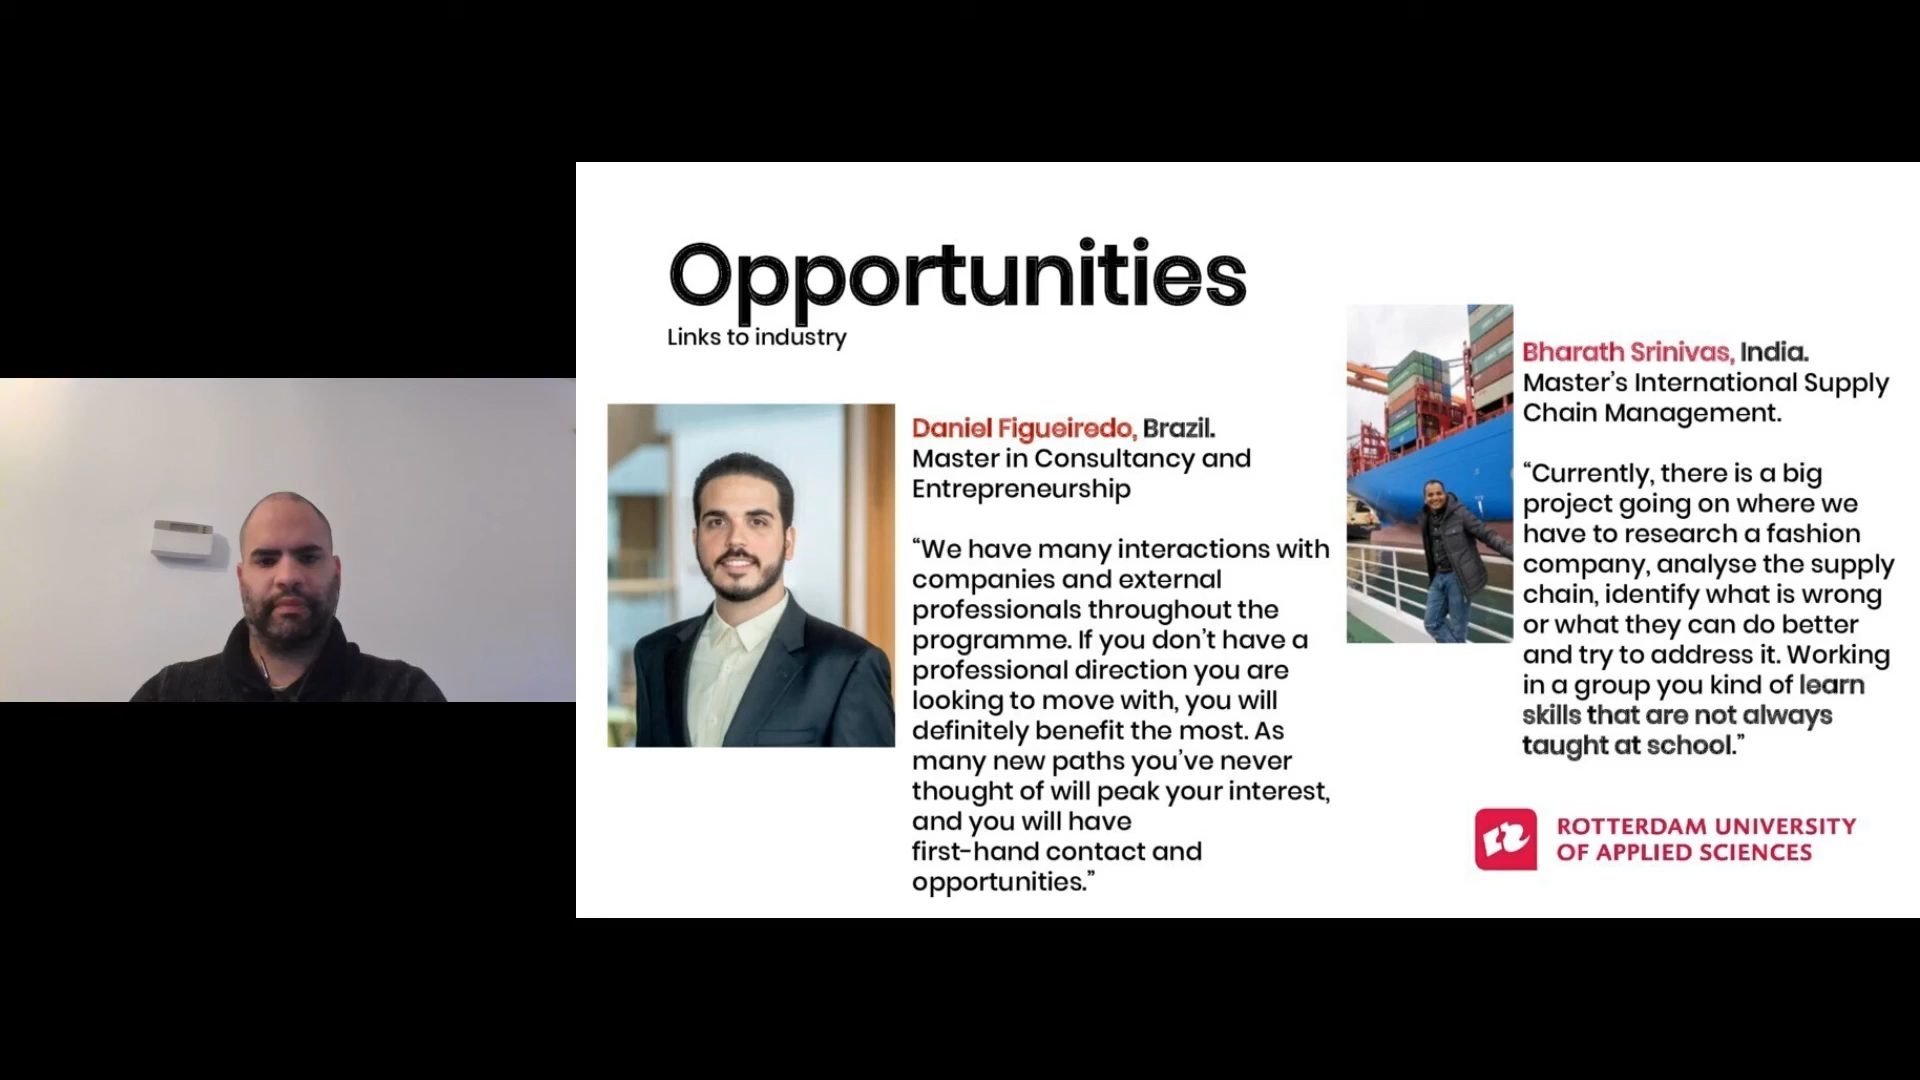 Opportunities
Links to industry
Daniel Figueiredo, Brazil.
Master in Consultancy and
Entrepreneurship
“We have many interactions with
companies and external
professionals throughout the
programme. If you don’t have a
professional direction you are
looking to move with, you will
definitely benefit the most. As
many new paths you’ve never
thought of will peak your interest,
and you will have
first-hand contact and
opportunities.”
Bharath Srinivas, India.
Master’s International Supply
Chain Management.
“Currently, there is a big
project going on where we
have to research a fashion
company, analyse the supply
chain, identify what is wrong
or what they can do better
and try to address it. Working
in a group you kind of learn
skills that are not always
taught at school.”
ROTTERDAM UNIVERSITY
OF APPLIED SCIENCES